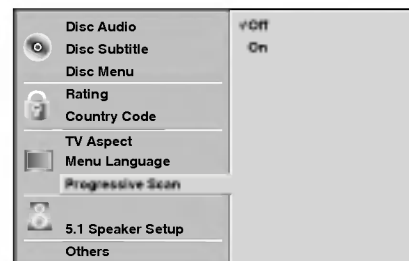 Disc Audio
Disc Subtitle
Disc Menu
Rating
Country Code
TV Aspect
Menu Language
Progressive Scan
5.1 Speaker Setup
Others
√Off
On